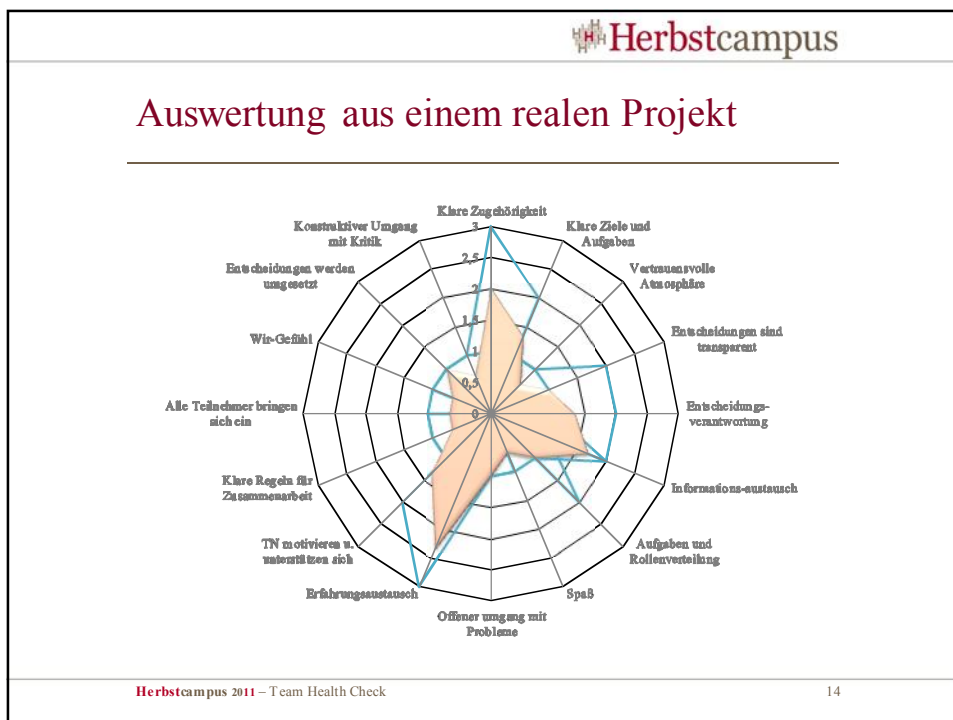 Herbstcampus
Auswertung aus einem realen Projekt
Klare Zugehörigkeit
Klare Ziele und
Aufgaben
Vertrauensvolle
Atmosphäre
Entscheidungen sind
transparent
Entscheidungs-
verantwortung
Informations-austausch
Aufgaben und
Rollenverteilung
Spaß
Offener umgang mit
Probleme
Erfahrungsaustausch
TN motivieren u.
unterstützen sich
Klare Regeln für
Zusammenarbeit
Alle Teilnehmer bringen
sich ein
Wir-Gefühl
Entscheidungen werden
umgesetzt
Konstruktiver Umgang
mit Kritik
3
2,5
2
1,5
1
0,5
0
Herbstcampus 2011 – Team Health Check
14